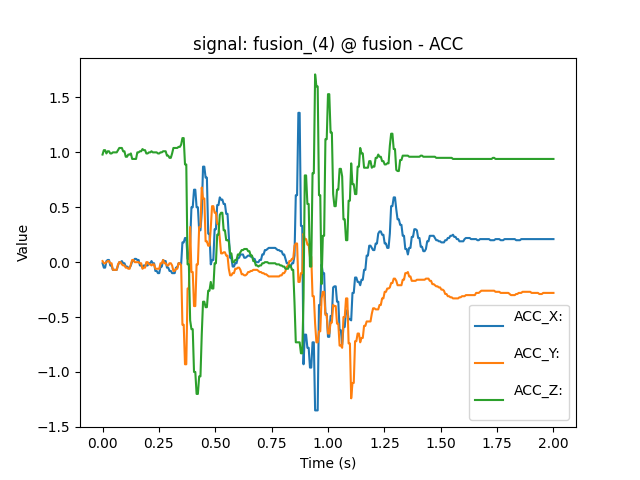 signal: fusion_(4) @ fusion - ACC
Value
1.5
1.0
0.5
0.0
−0.5
−1.0
−1.5
0.00 0.25 0.50 0.75 1.00 1.25 1.50 1.75 2.00
Time (s)
ACC_X:
ACC_Y:
ACC_Z: